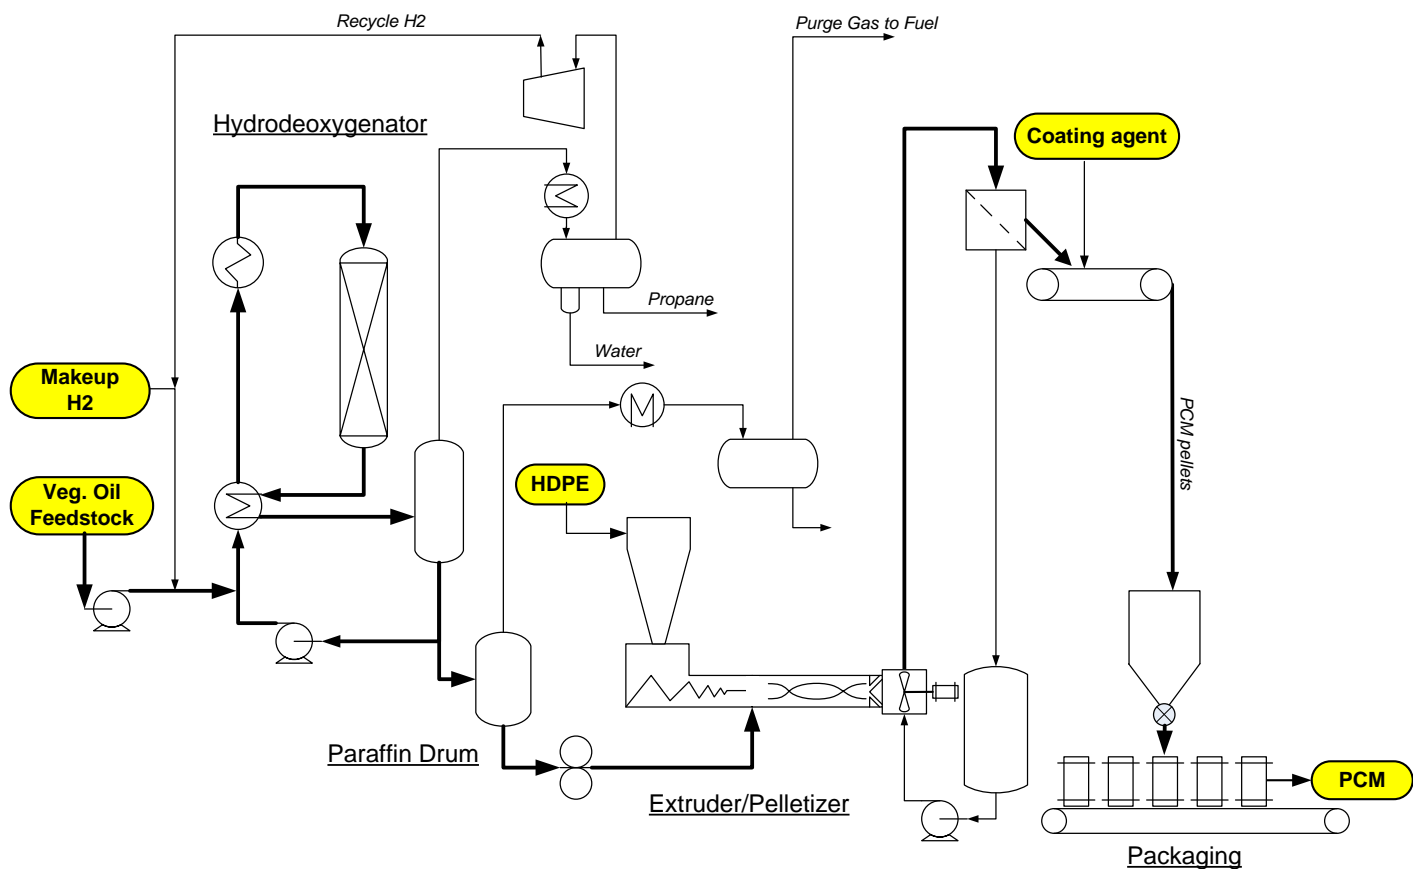 Recycle H2
Purge Gas to Fuel
Hydrodeoxygenator
Coating agent
Propane
Water
Makeup
H2
PCM pellets
Veg. Oil
Feedstock
HDPE
Paraffin Drum
Extruder/Pelletizer
PCM
Packaging